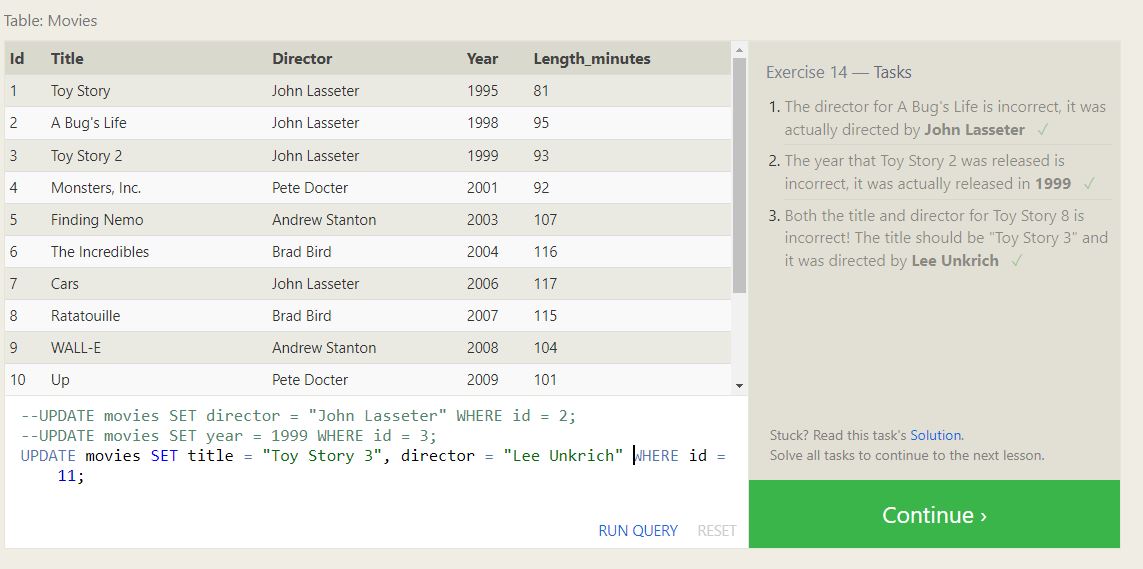 Table: Movies
Id Title Director Year Length_minutes
1 Toy Story John Lasseter 1995 81
2 A Bug's Life John Lasseter 1998 95
3 Toy Story 2 John Lasseter 1999 93
4 Monsters, Inc. Pete Docter 2001 92
5 Finding Nemo Andrew Stanton 2003 107
6 The Incredibles Brad Bird 2004 116
7 Cars John Lasseter 2006 117
8 Ratatouille Brad Bird 2007 115
9 WALL-E Andrew Stanton 2008 104
10 Up Pete Docter 2009 101
--UPDATE movies SET director = "John Lasseter" WHERE id = 2;
--UPDATE movies SET year = 1999 WHERE id = 3;
UPDATE movies SET title = "Toy Story 3", director = "Lee Unkrich" WHERE id =
11;
RUN QUERY RESET
Exercise 14 — Tasks
1. The director for A Bug's Life is incorrect, it was
actually directed by John Lasseter ✓
2. The year that Toy Story 2 was released is
incorrect, it was actually released in 1999 ✓
3. Both the title and director for Toy Story 8 is
incorrect! The title should be "Toy Story 3" and
it was directed by Lee Unkrich ✓
Stuck? Read this task's Solution.
Solve all tasks to continue to the next lesson.
Continue ›